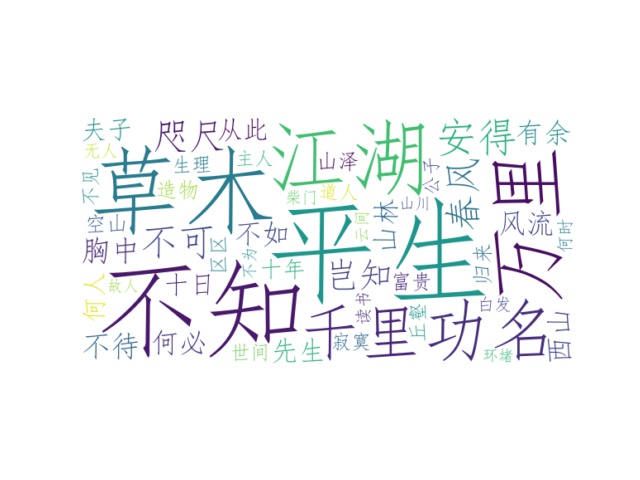 夫子
咫尺
从此
江湖
安得
有余
无人
草木
生理
主人
山泽
公子
春风
万里
不见
造物
柴门
道人
山川
空山
平生
云间
山林
风流
何时
胸中
不可
区区
不如
不为
岂知
归来
何人
故人
不知
十日
十年
富贵
白发
千里
读书
丘壑
功名
西山
不待
何必
世间
先生
寂寞
环堵